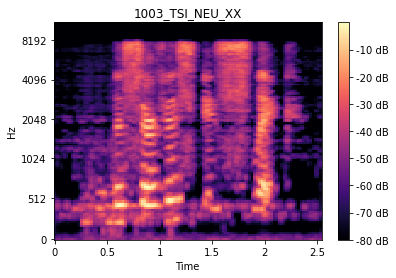 1003_TSI_NEU_XX
8192
4096
2048
1024
512
0
Hz
0
0.5
1
1.5
2
2.5
Time
-10 dB
-20 dB
-30 dB
-40 dB
-50 dB
-60 dB
-70 dB
-80 dB